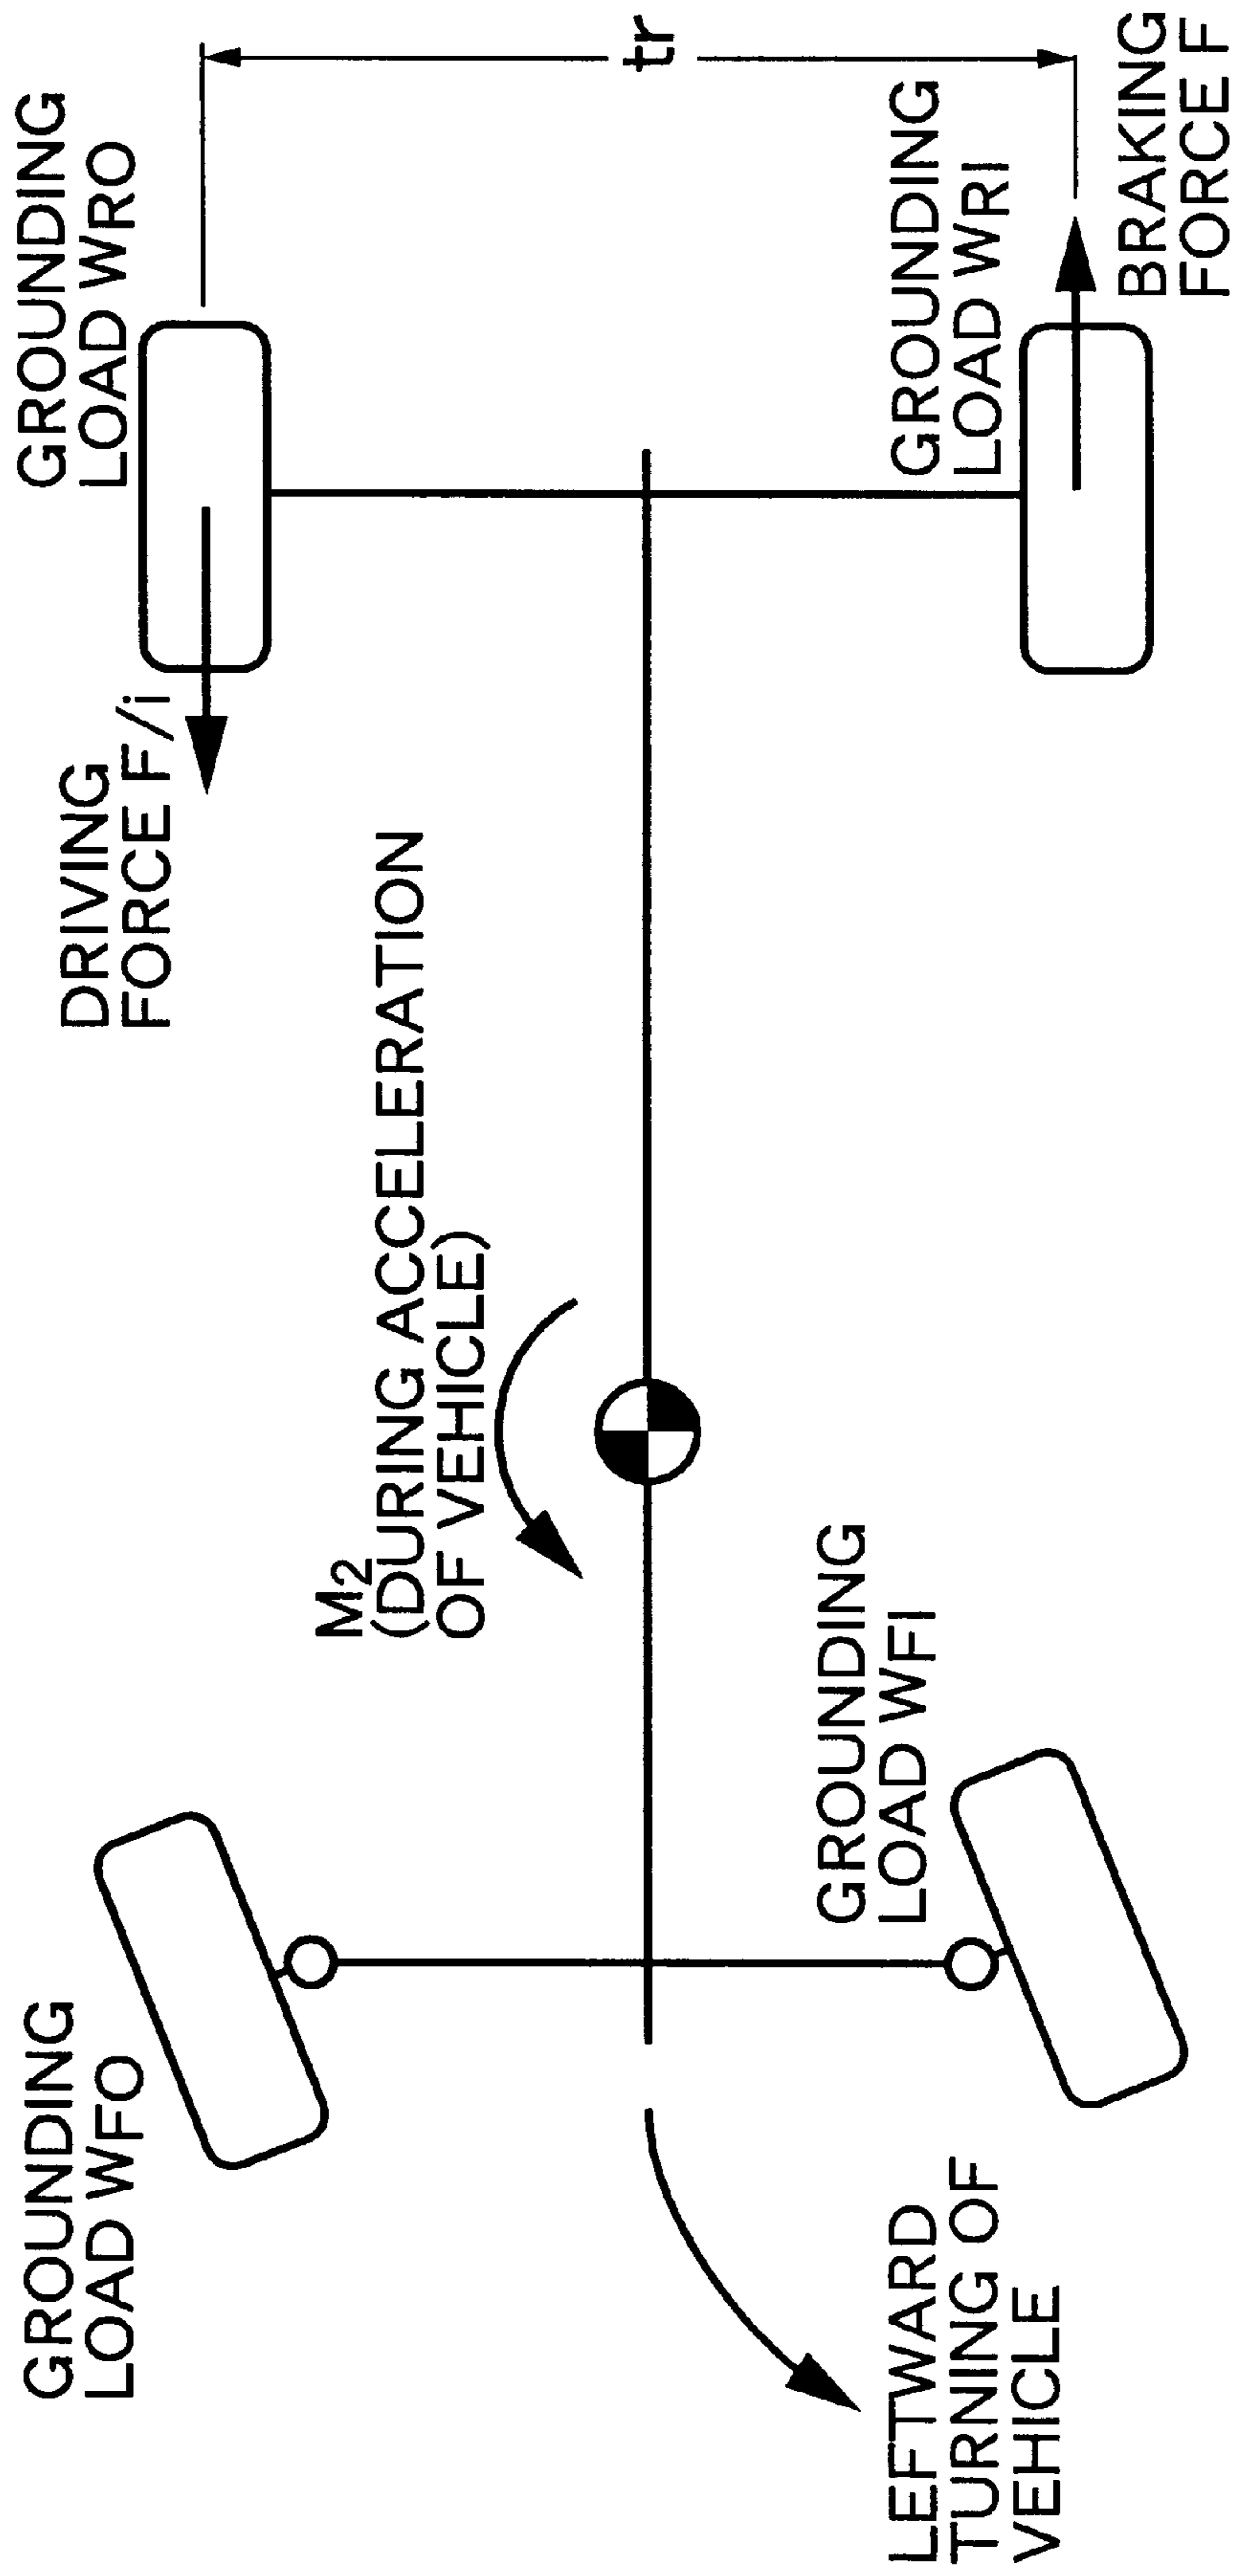 GROUNDING
LOAD WFO
DRIVING
FORCE F/i
GROUNDING
LOAD WRO
M2
(DURING ACCELERATION
OF VEHICLE)
tr
GROUNDING
LOAD WFI
GROUNDING
LOAD WRI
LEFTWARD
TURNING OF
VEHICLE
BRAKING
FORCE F